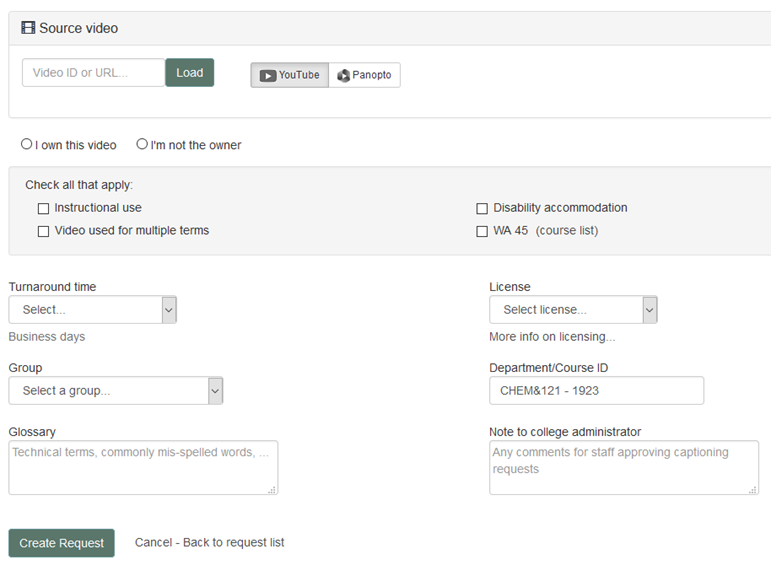 Source video
Video ID or URL... Load YouTube Panopto
I own this video I'm not the owner
Check all that apply:
Instructional use Disability accommodation
Video used for multiple terms WA 45 (course list)
Turnaround time License
Select... Select license...
Business days More info on licensing...
Group Department/Course ID
Select a group... CHEM&121 - 1923
Glossary Note to college administrator
Technical terms, commonly mis-spelled words, ... Any comments for staff approving captioning
requests
Create Request Cancel - Back to request list